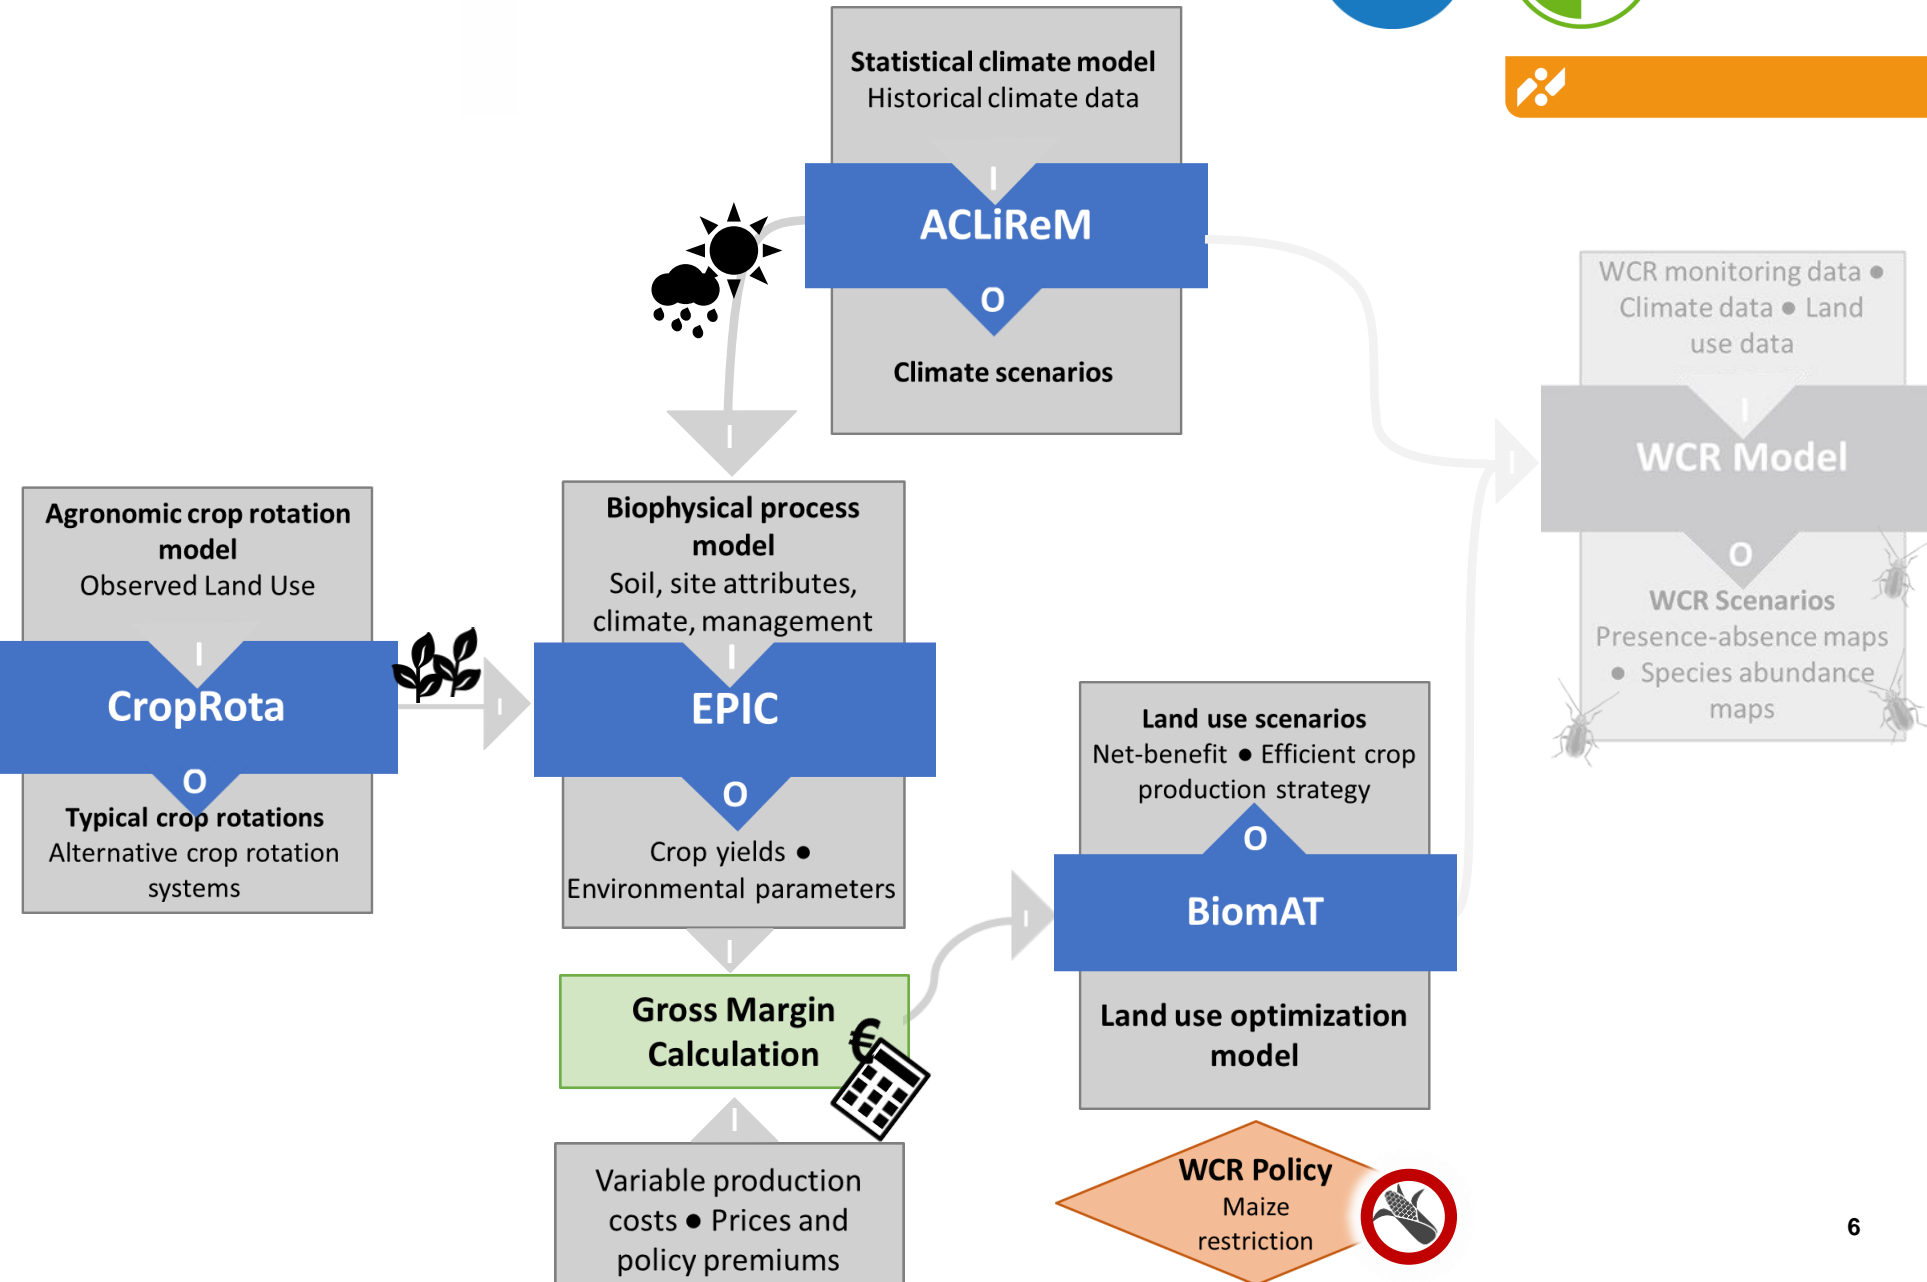 Statistical climate model
Historical climate data
I
ACLiReM
O
Climate scenarios
I
WCR monitoring data ●
Climate data ● Land
use data
I
WCR Model
O
WCR Scenarios
Presence-absence maps
● Species abundance
maps
I
Agronomic crop rotation
model
Observed Land Use
I
CropRota
O
Typical crop rotations
Alternative crop rotation
systems
I
Biophysical process
model
Soil, site attributes,
climate, management
I
EPIC
O
Crop yields ●
Environmental parameters
I
Gross Margin
Calculation
€
I
Variable production
costs ● Prices and
policy premiums
I
Land use scenarios
Net-benefit ● Efficient crop
production strategy
O
BiomAT
Land use optimization
model
WCR Policy
Maize
restriction
6